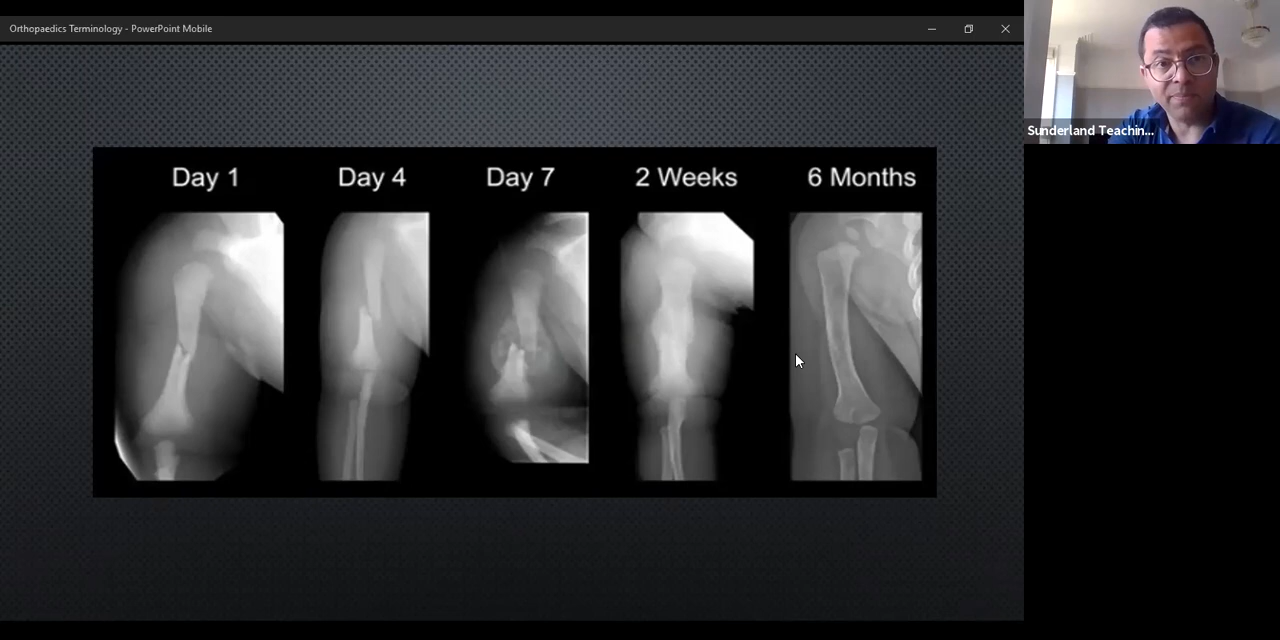 Orthopaedics Terminology - PowerPoint Mobile
Sunderland Teachin...
Day 1 Day 4 Day 7 2 Weeks 6 Months